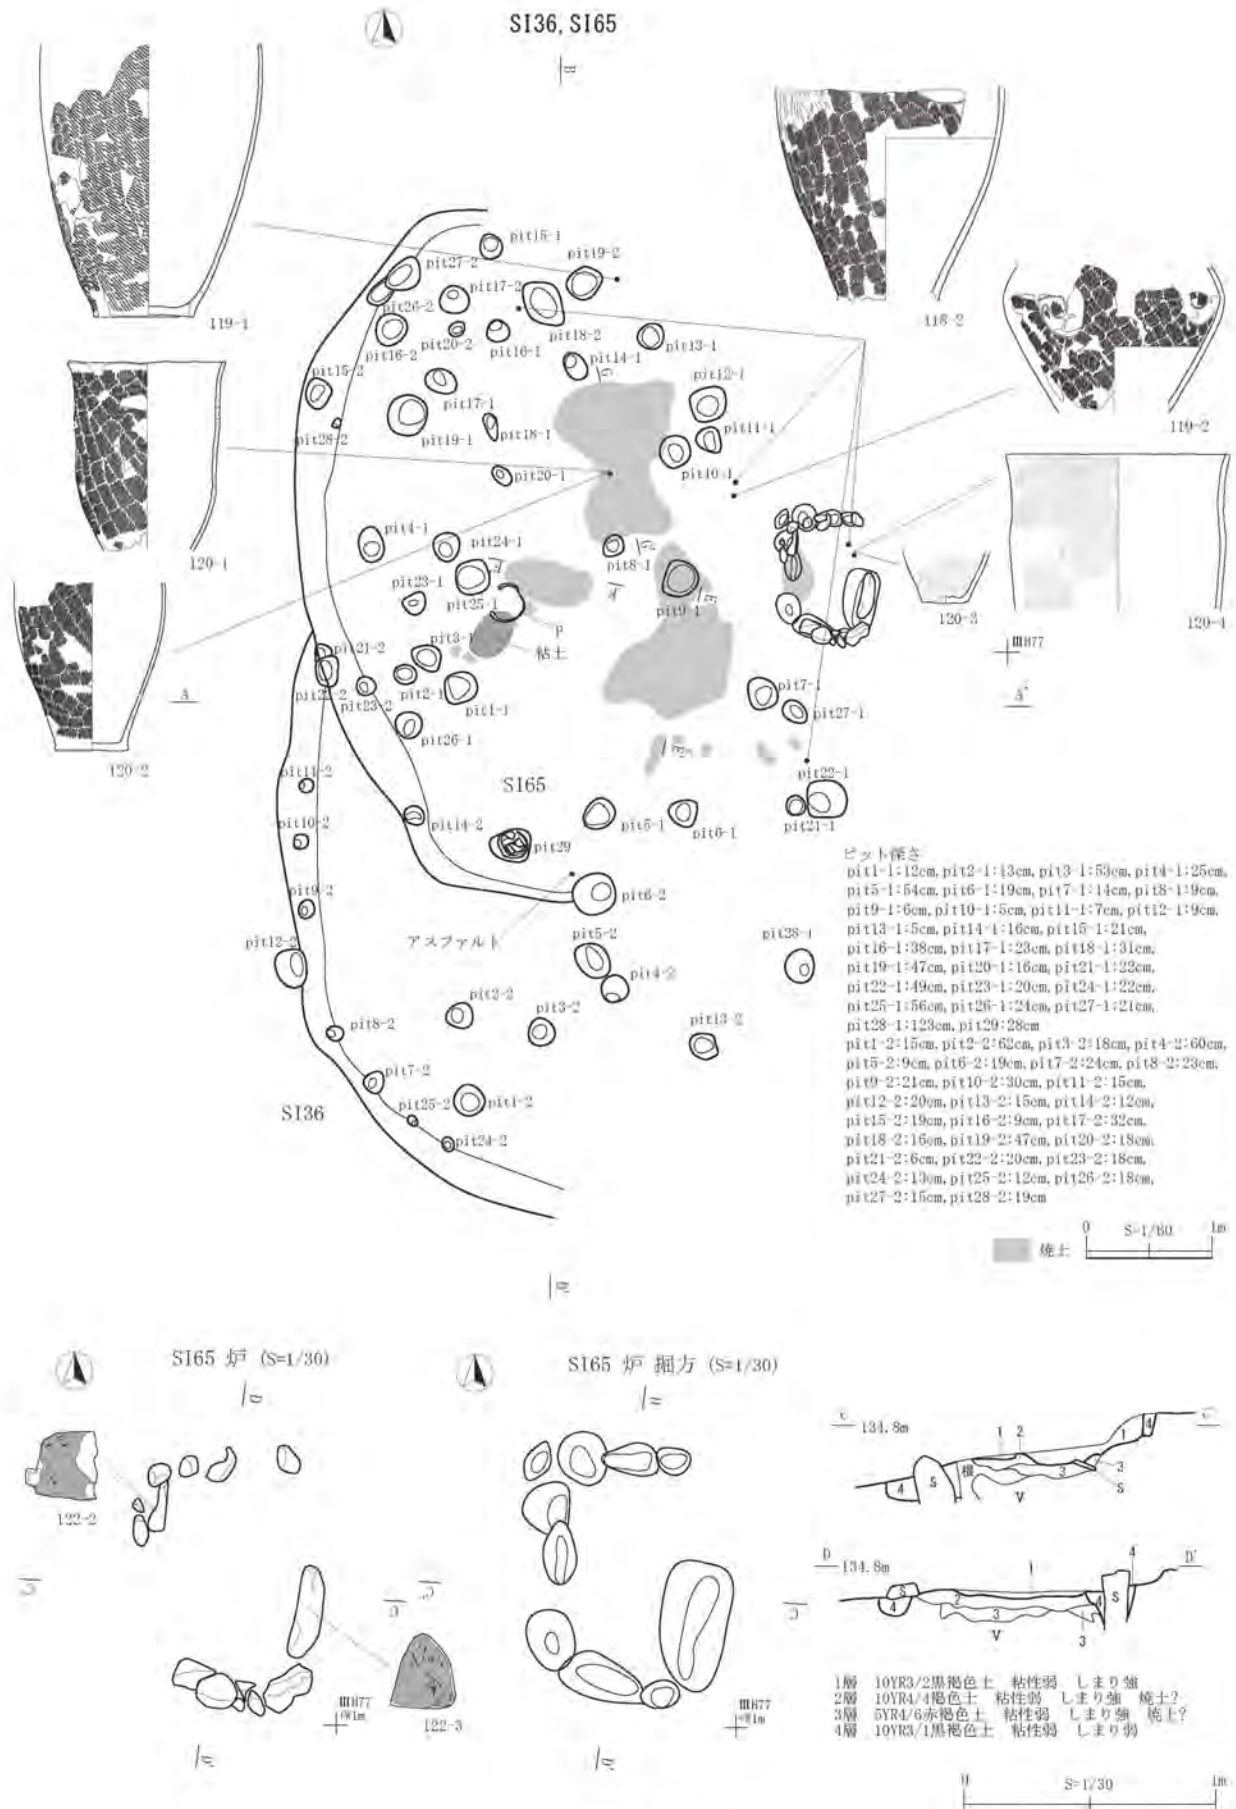 SI36, SI65
B
pit15-1
pit19-2
pit27-2
pit17-2
pit26-2
119-1
118-2
pit18-2
pit20-2
pit16-1
pit16-2
pit13-1
pit14-1
pit15-2
pit12-1
pit17-1
pit11-1
119-2
pit28-2
pit19-1
pit18-1
pit10-1
pit20-1
pit4-1
pit24-1
120-1
pit8-1
pit23-1
pit25-1
pit9-1
E
120-3
120-4
p
粘土
pit3-1
ⅢH77
pit21-2
pit22-2
pit23-2
pit2-1
pit1-1
pit7-1
A
A'
pit27-1
pit26-1
120-2
pit11-2
SI65
pit22-1
pit10-2
pit14-2
pit29
pit5-1
pit6-1
pit21-1
pit9-2
pit6-2
アスファルト
pit12-2
pit5-2
pit28-1
pit4-2
pit2-2
pit3-2
pit13-2
pit8-2
pit7-2
SI36
pit25-2
pit1-2
pit24-2
ピット深さ
pit1-1:12cm, pit2-1:13cm, pit3-1:53cm, pit4-1:25cm,
pit5-1:54cm, pit6-1:19cm, pit7-1:14cm, pit8-1:9cm,
pit9-1:6cm, pit10-1:5cm, pit11-1:7cm, pit12-1:9cm,
pit13-1:5cm, pit14-1:16cm, pit15-1:21cm,
pit16-1:38cm, pit17-1:23cm, pit18-1:31cm,
pit19-1:47cm, pit20-1:16cm, pit21-1:22cm,
pit22-1:49cm, pit23-1:20cm, pit24-1:22cm,
pit25-1:56cm, pit26-1:24cm, pit27-1:21cm,
pit28-1:123cm, pit29:28cm
pit1-2:15cm, pit2-2:62cm, pit3-2:18cm, pit4-2:60cm,
pit5-2:9cm, pit6-2:19cm, pit7-2:24cm, pit8-2:23cm,
pit9-2:21cm, pit10-2:30cm, pit11-2:15cm,
pit12-2:20cm, pit13-2:15cm, pit14-2:12cm,
pit15-2:19cm, pit16-2:9cm, pit17-2:32cm,
pit18-2:16cm, pit19-2:47cm, pit20-2:18cm,
pit21-2:6cm, pit22-2:20cm, pit23-2:18cm,
pit24-2:13cm, pit25-2:12cm, pit26-2:18cm,
pit27-2:15cm, pit28-2:19cm
焼土
0 S=1/60 1m
B'
SI65 炉 (S=1/30)
D
122-2
122-3
ⅢH77
D'
SI65 炉 掘方 (S=1/30)
ⅢH77
D'
134.8m
1 2 1 4
根 3 3
4 S S
V
D 134.8m D'
1 4
S 2 4 S
4 3
V 3
1層 10YR3/2黒褐色土 粘性弱 しまり強
2層 10YR4/4褐色土 粘性弱 しまり強 焼土?
3層 5YR4/6赤褐色土 粘性弱 しまり強 焼土?
4層 10YR3/1黒褐色土 粘性弱 しまり弱
0 S=1/30 1m